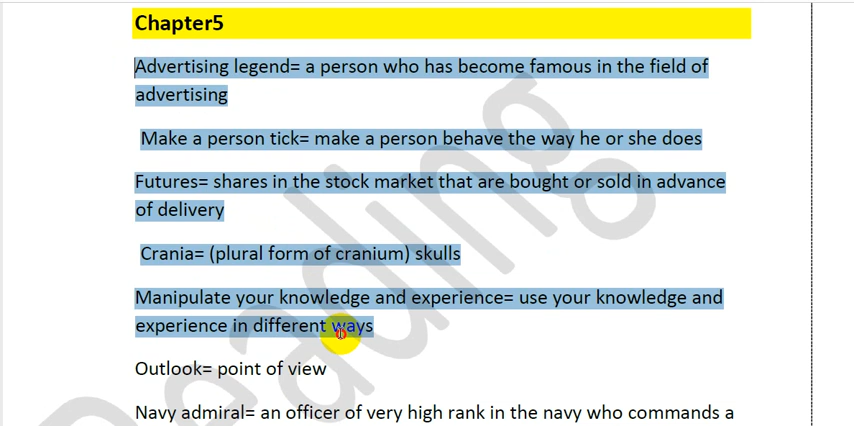 Chapter5
Advertising legend= a person who has become famous in the field of
advertising
Make a person tick= make a person behave the way he or she does
Futures= shares in the stock market that are bought or sold in advance
of delivery
Crania= (plural form of cranium) skulls
Manipulate your knowledge and experience= use your knowledge and
experience in different ways
Outlook= point of view
Navy admiral= an officer of very high rank in the navy who commands a
Reading